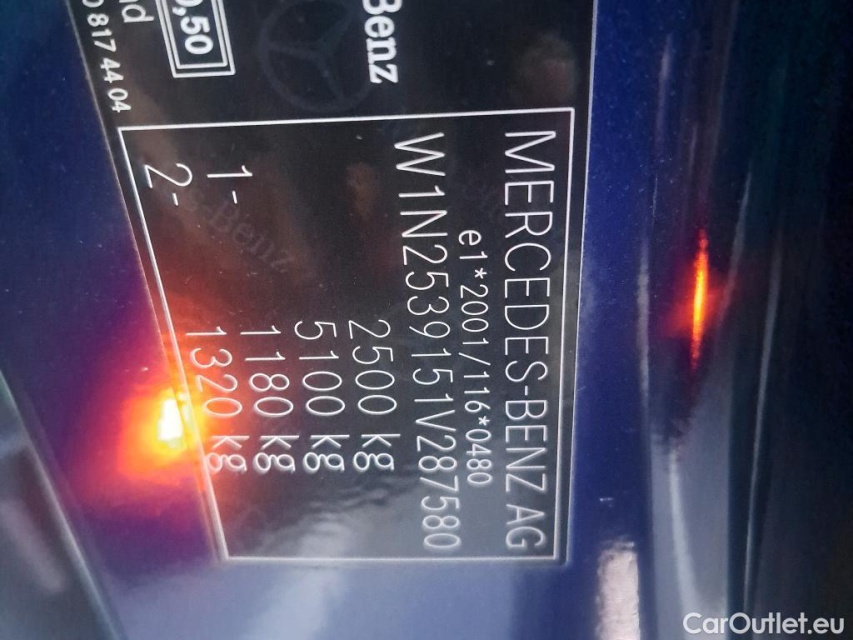 Benz
0,50
nd
0 817 44 04
MERCEDES-BENZ AG
e1*2001/116*0480
W1N2539151V287580
2500 kg
5100 kg
1- 1180 kg
2- 1320 kg
CarOutlet.eu